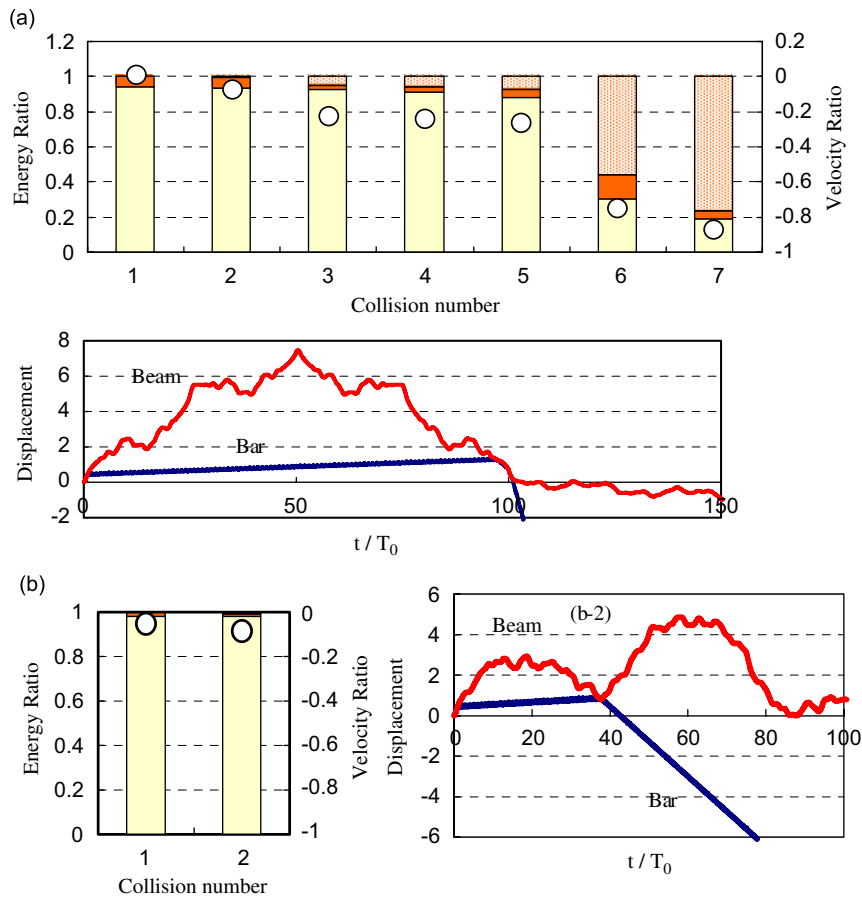 (a)
1.2 0.2
1 0
0.8 -0.2
0.6 -0.4
0.4 -0.6
0.2 -0.8
0 -1
Energy Ratio
Velocity Ratio
1 2 3 4 5 6 7
Collision number
8
6
4
2
0
-2
Displacement
Beam
Bar
0 50 100 150
t / T0
(b)
1 0
0.8 -0.2
0.6 -0.4
0.4 -0.6
0.2 -0.8
0 -1
Energy Ratio
Velocity Ratio
1 2
Collision number
6
4
2
0
-2
-4
-6
Displacement
(b-2)
Beam
Bar
0 20 40 60 80 100
t / T0